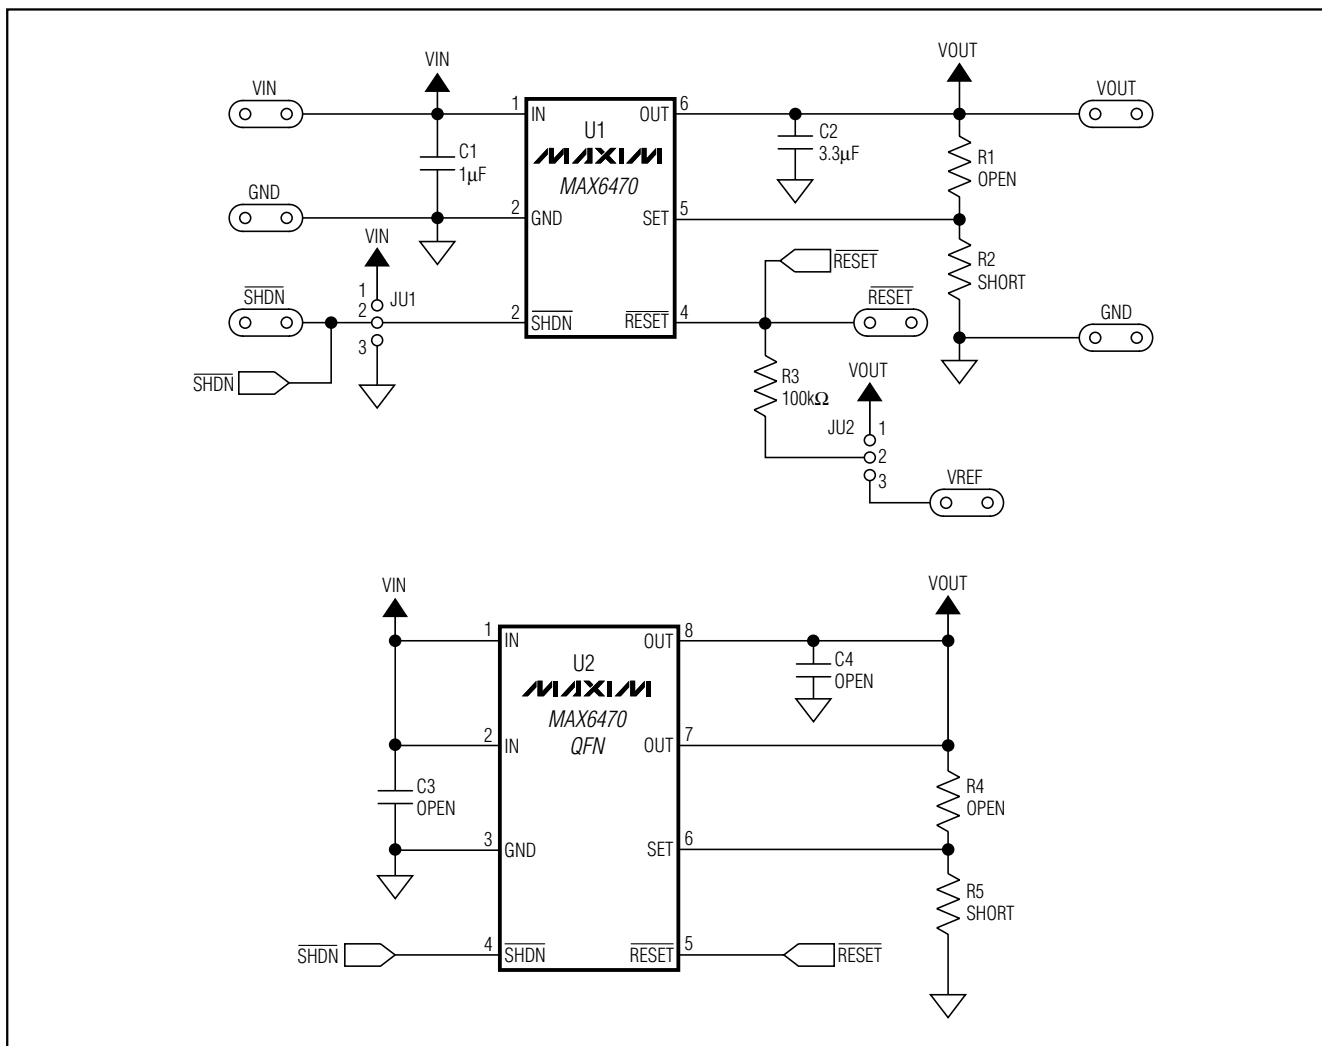 VIN
VOUT
VIN
VOUT
1
IN
OUT
6
U1
MAXIM
MAX6470
C1
1µF
C2
3.3µF
R1
OPEN
GND
2
GND
SET
5
VIN
R2
SHORT
RESET
SHDN
1
2
3
JU1
2
SHDN
RESET
4
RESET
GND
SHDN
R3
100kΩ
VOUT
JU2
1
2
3
VREF
VIN
VOUT
1
IN
OUT
8
U2
MAXIM
MAX6470
QFN
C4
OPEN
2
IN
OUT
7
C3
OPEN
R4
OPEN
3
GND
SET
6
R5
SHORT
SHDN
4
SHDN
RESET
5
RESET